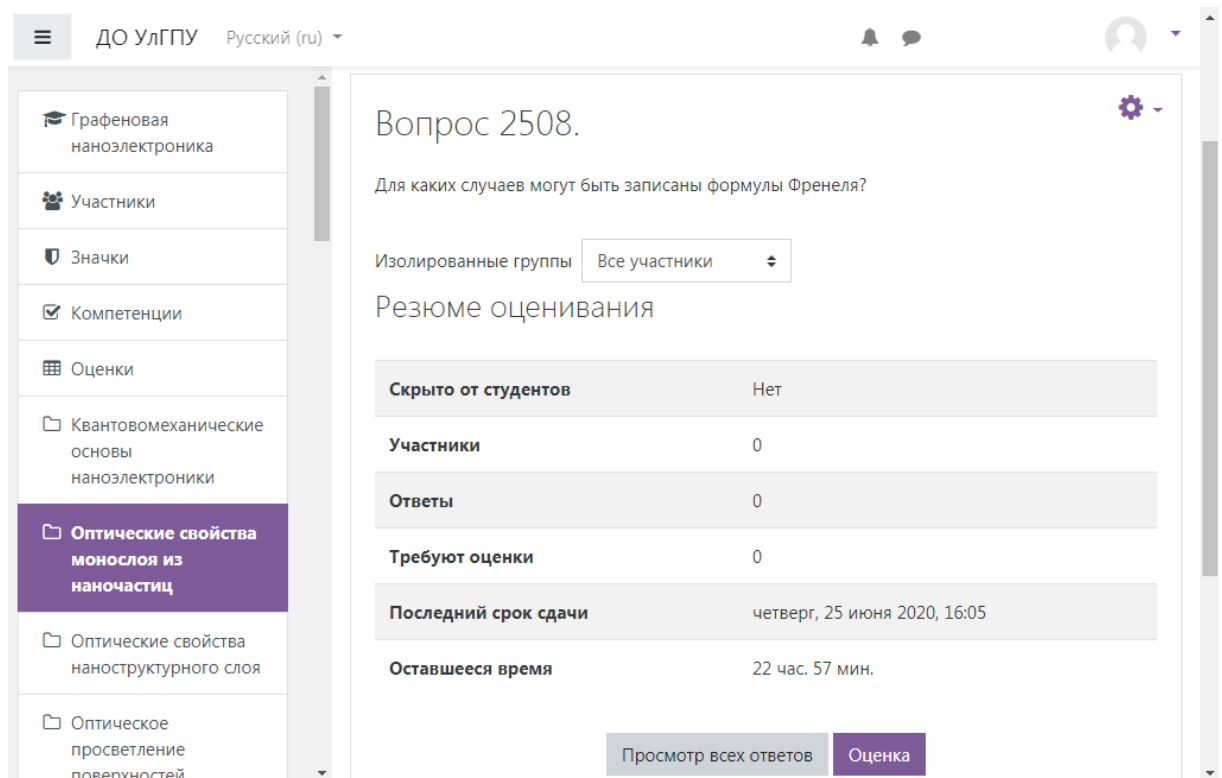 ДО УлГПУ
Русский (ru)
Графеновая
наноэлектроника
Участники
Значки
Компетенции
Оценки
Квантовомеханические
основы
наноэлектроники
Оптические свойства
монослоя из
наночастиц
Оптические свойства
наноструктурного слоя
Оптическое
просветление
поверхностей
Вопрос 2508.
Для каких случаев могут быть записаны формулы Френеля?
Изолированные группы Все участники
Резюме оценивания
Скрыто от студентов Нет
Участники 0
Ответы 0
Требуют оценки 0
Последний срок сдачи четверг, 25 июня 2020, 16:05
Оставшееся время 22 час. 57 мин.
Просмотр всех ответов Оценка